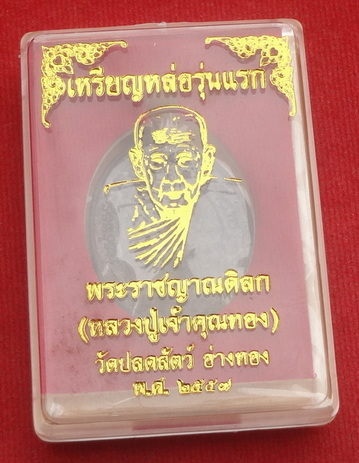 เหรียญหล่อรุ่นแรก
พระราชญาณดิลก
(หลวงปู่เจ้าคุณทอง)
วัดปลดสัตว์ อ่างทอง
พ.ศ. ๒๕๕๗